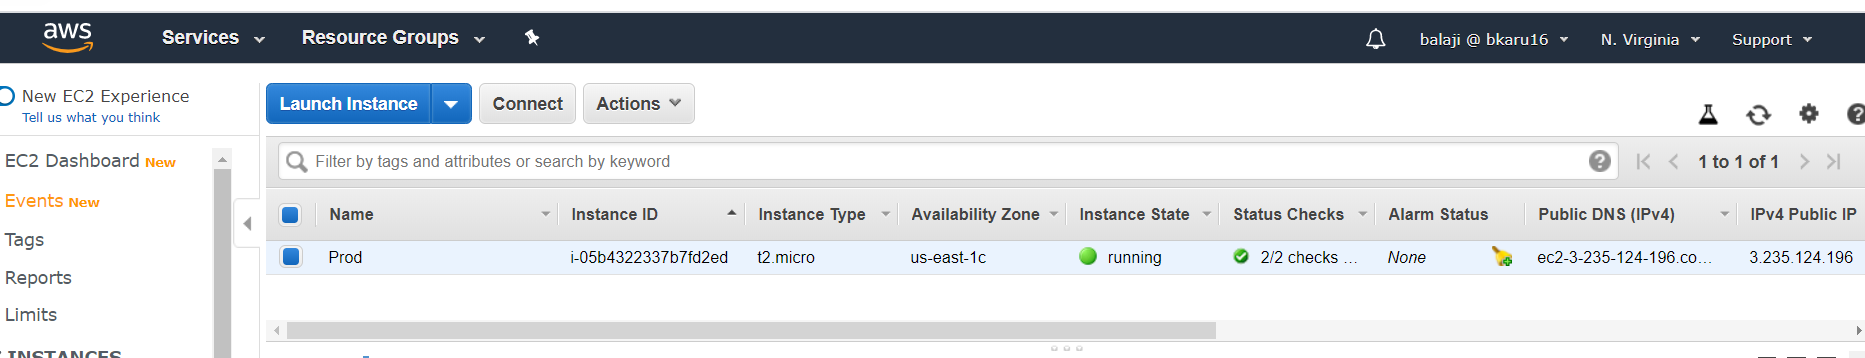 aws Services Resource Groups balaji @ bkaru16 N. Virginia Support
New EC2 Experience
Tell us what you think
Launch Instance Connect Actions
EC2 Dashboard New
Events New
Tags
Reports
Limits
INSTANCES
Filter by tags and attributes or search by keyword 1 to 1 of 1
Name Instance ID Instance Type Availability Zone Instance State Status Checks Alarm Status Public DNS (IPv4) IPv4 Public IP
Prod i-05b4322337b7fd2ed t2.micro us-east-1c running 2/2 checks ... None ec2-3-235-124-196.co... 3.235.124.196